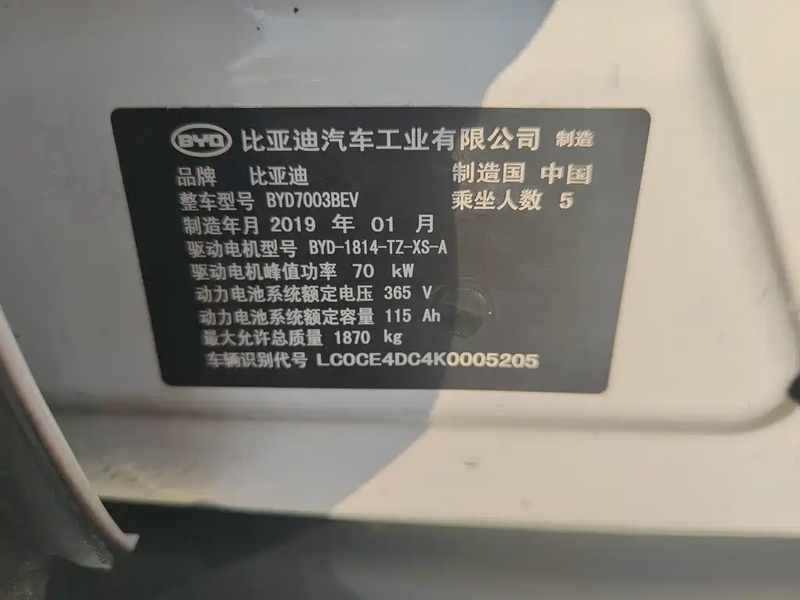 BYD 比亚迪汽车工业有限公司 制造
品牌 比亚迪 制造国 中国
整车型号 BYD7003BEV 乘坐人数 5
制造年月 2019 年 01 月
驱动电机型号 BYD-1814-TZ-XS-A
驱动电机峰值功率 70 kW
动力电池系统额定电压 365 V
动力电池系统额定容量 115 Ah
最大允许总质量 1870 kg
车辆识别代号 LC0CE4DC4K0005205